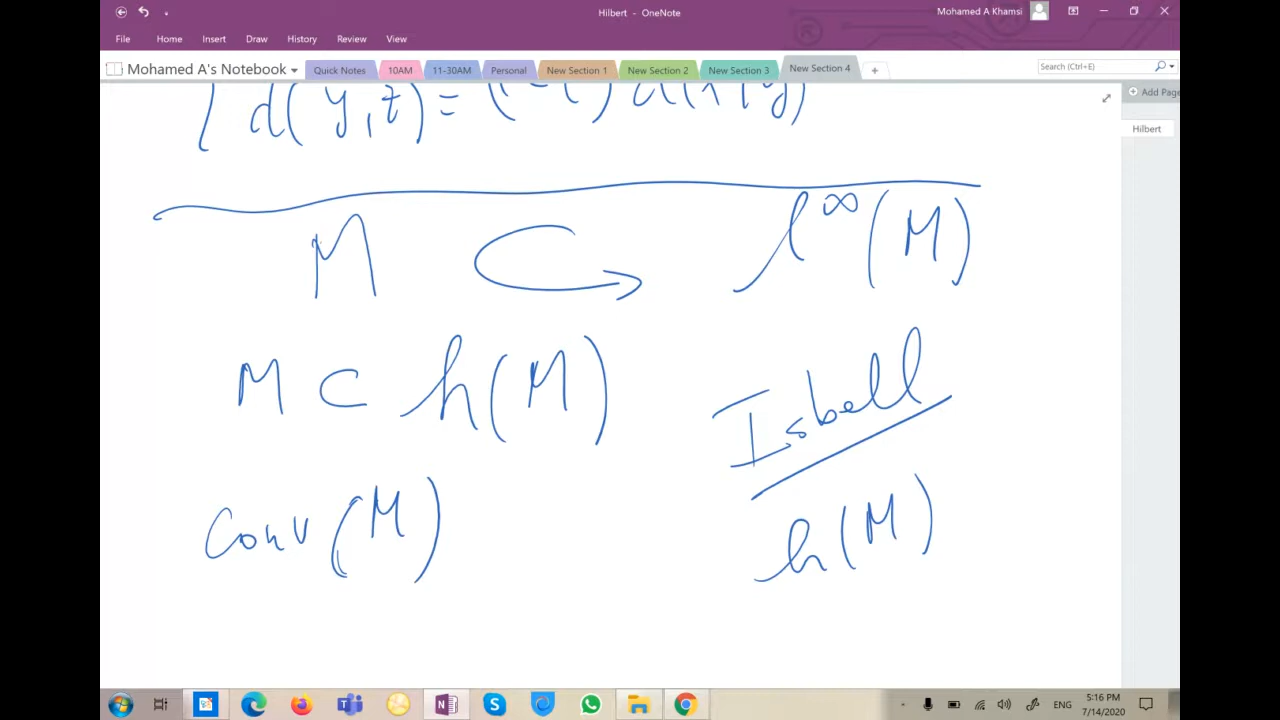 Hilbert - OneNote
Mohamed A Khamsi
File Home Insert Draw History Review View
Mohamed A's Notebook
Quick Notes 10AM 11-30AM Personal New Section 1 New Section 2 New Section 3 New Section 4
Search (Ctrl+E)
Add Page
Hilbert
d(y,z) = (1-t) d(x,y)
M ↪ l^∞(M)
M ⊂ h(M)
Isbell
Conv(M)
h(M)
ENG
5:16 PM
7/14/2020